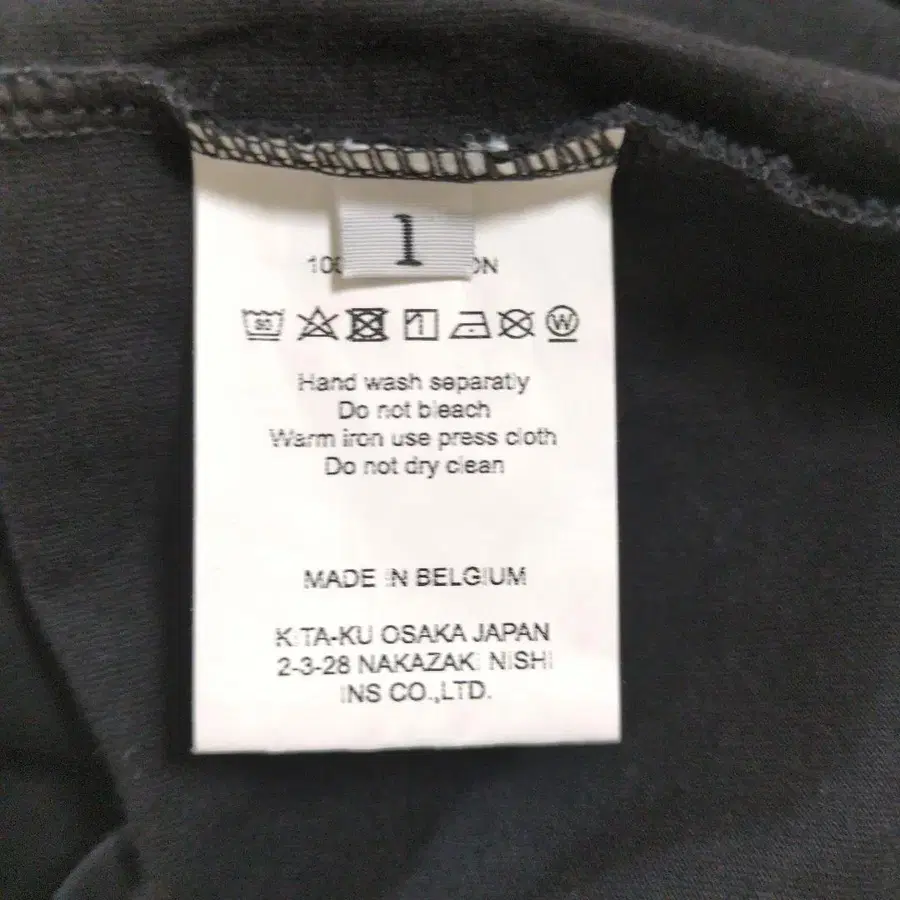 1
Hand wash separatly
Do not bleach
Warm iron use press cloth
Do not dry clean
MADE IN BELGIUM
KITA-KU OSAKA JAPAN
2-3-28 NAKAZAKI NISHI
INS CO.,LTD.